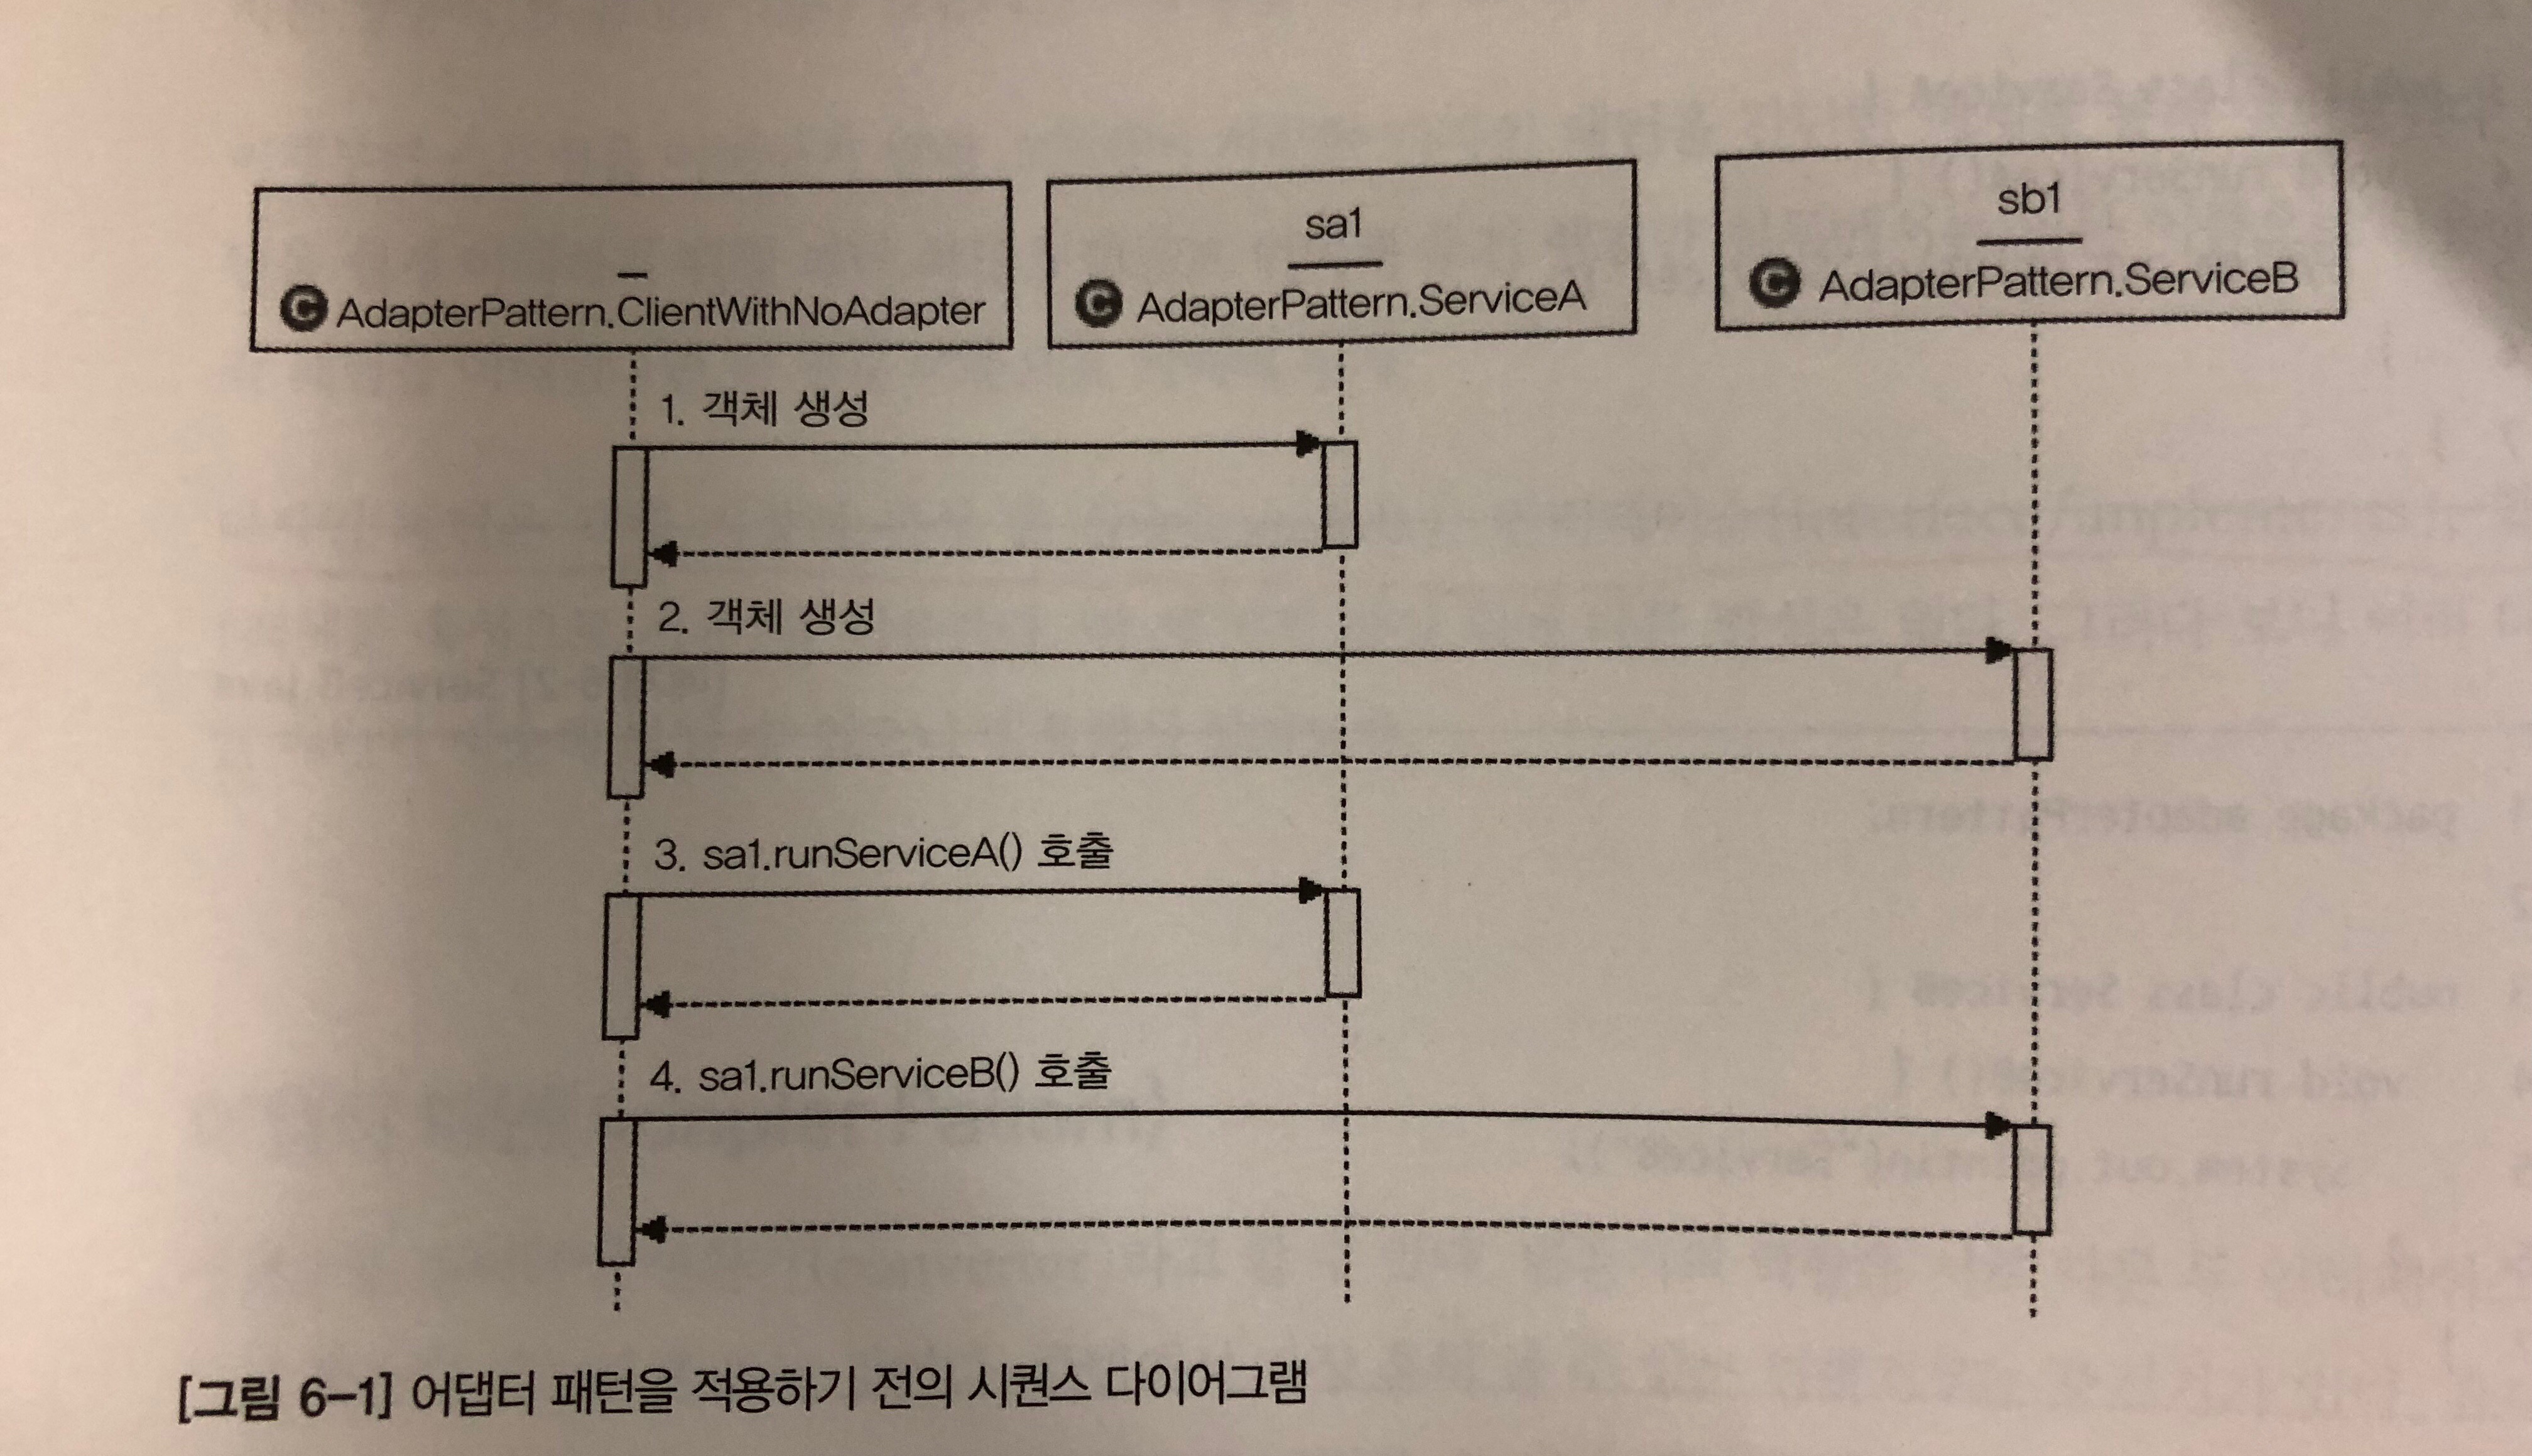 sa1
sb1
C AdapterPattern.ClientWithNoAdapter
C AdapterPattern.ServiceA
C AdapterPattern.ServiceB
1. 객체 생성
2. 객체 생성
3. sa1.runServiceA() 호출
4. sa1.runServiceB() 호출
[그림 6-1] 어댑터 패턴을 적용하기 전의 시퀀스 다이어그램